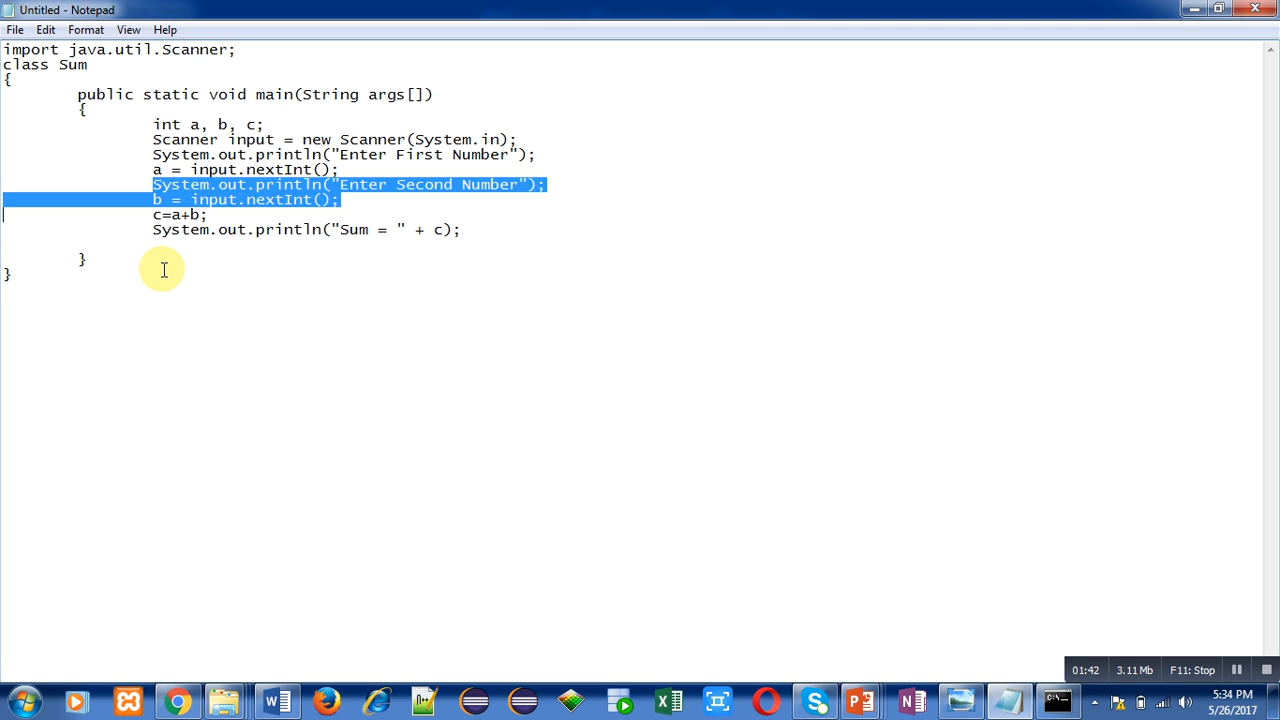 Untitled - Notepad
File Edit Format View Help
import java.util.Scanner;
class Sum
{
public static void main(String args[])
{
int a, b, c;
Scanner input = new Scanner(System.in);
System.out.println("Enter First Number");
a = input.nextInt();
System.out.println("Enter Second Number");
b = input.nextInt();
c=a+b;
System.out.println("Sum = " + c);
}
}
01:42 3.11 Mb F11: Stop
5:34 PM
5/26/2017